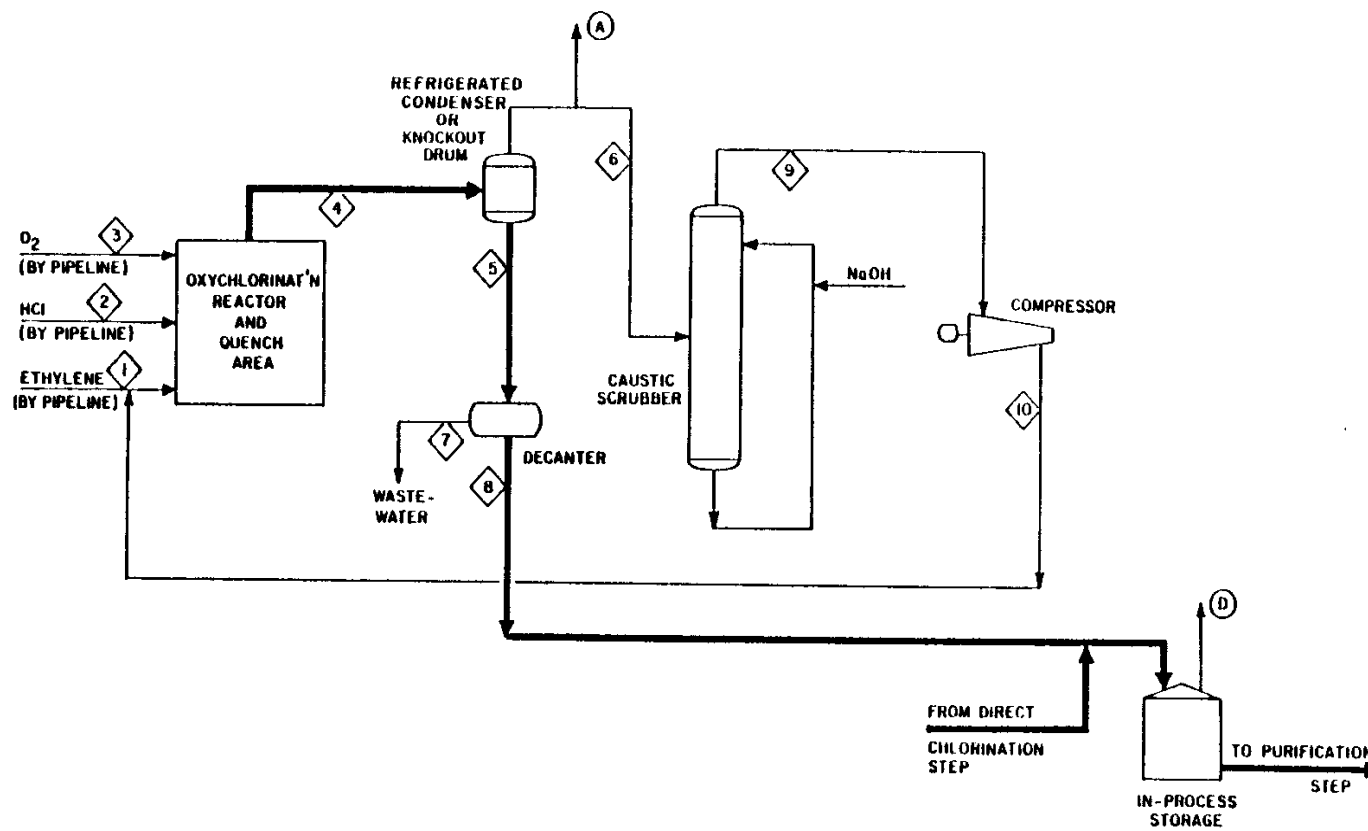 A
REFRIGERATED
CONDENSER
OR
KNOCKOUT
DRUM
6
9
4
O2
3
(BY PIPELINE)
HCl
2
(BY PIPELINE)
ETHYLENE
1
(BY PIPELINE)
OXYCHLORINAT'N
REACTOR
AND
QUENCH
AREA
5
NaOH
COMPRESSOR
CAUSTIC
SCRUBBER
10
7
DECANTER
8
WASTE-
WATER
D
FROM DIRECT
CHLORINATION
STEP
TO PURIFICATION
STEP
IN-PROCESS
STORAGE